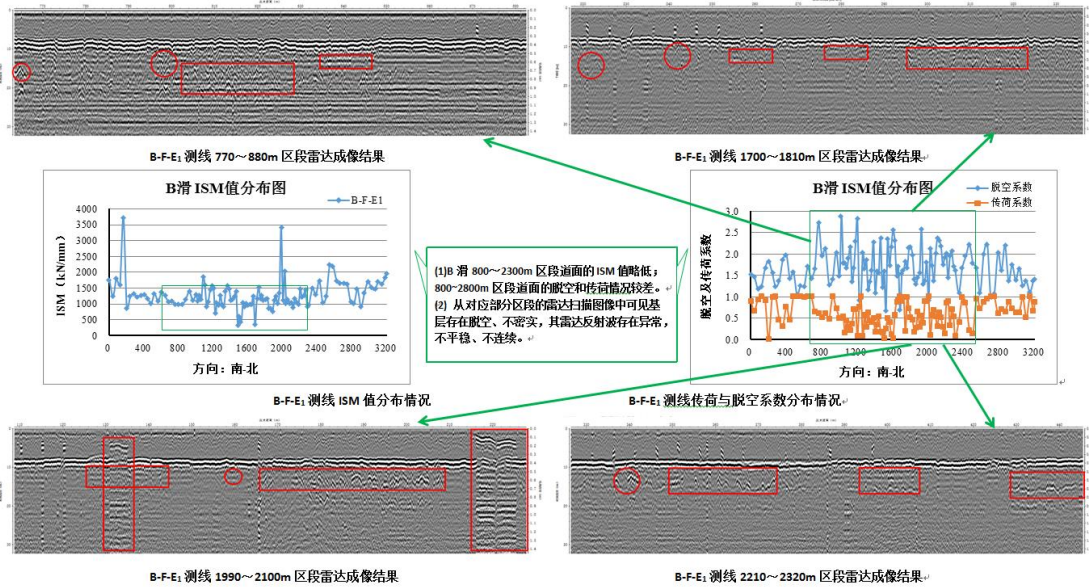 B-F-E₁ 测线 770～880m 区段雷达成像结果
B-F-E₁ 测线 1700～1810m 区段雷达成像结果
B滑 ISM值分布图
B-F-E1
4000
3500
3000
2500
2000
1500
1000
500
0
ISM（kN/mm）
0 400 800 1200 1600 2000 2400 2800 3200
方向：南-北
B-F-E₁ 测线 ISM 值分布情况
(1)B 滑 800～2300m 区段道面的 ISM 值略低；
800~2800m 区段道面的脱空和传荷情况较差。
(2) 从对应部分区段的雷达扫描图像中可见基
层存在脱空、不密实，其雷达反射波存在异常，
不平稳、不连续。
B滑 ISM值分布图
脱空系数
传荷系数
3.0
2.5
2.0
1.5
1.0
0.5
0.0
脱空及传荷系数
0 400 800 1200 1600 2000 2400 2800 3200
方向：南-北
B-F-E₁ 测线传荷与脱空系数分布情况
B-F-E₁ 测线 1990～2100m 区段雷达成像结果
B-F-E₁ 测线 2210～2320m 区段雷达成像结果